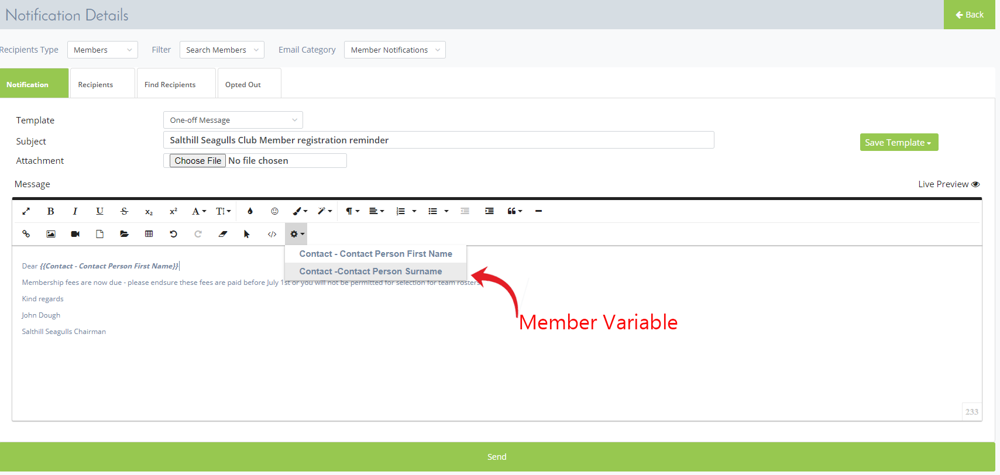 Notification Details
Back
Recipients Type Members Filter Search Members Email Category Member Notifications
Notification Recipients Find Recipients Opted Out
Template One-off Message
Subject Salthill Seagulls Club Member registration reminder
Save Template
Attachment Choose File No file chosen
Message Live Preview
B I U S x₂ x² A T
</>
Contact - Contact Person First Name
Contact -Contact Person Surname
Dear {{Contact - Contact Person First Name}}
Membership fees are now due - please endsure these fees are paid before July 1st or you will not be permitted for selection for team rosters
Kind regards
John Dough
Salthill Seagulls Chairman
Member Variable
233
Send